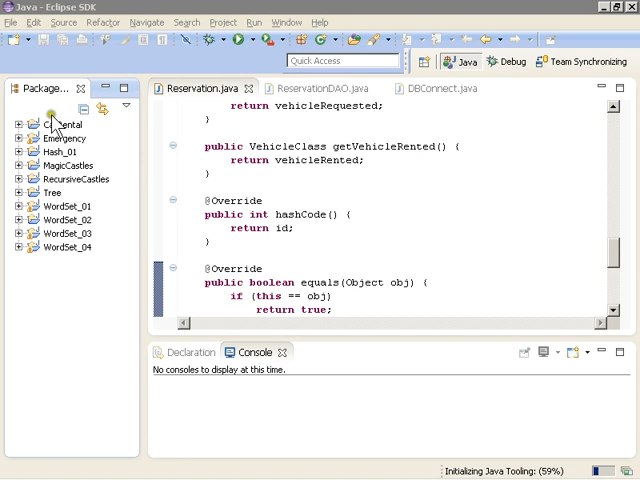 Java - Eclipse SDK
File Edit Source Refactor Navigate Search Project Run Window Help
Quick Access
Java
Debug
Team Synchronizing
Package...
Emergency
Hash_01
MagicCastles
RecursiveCastles
Tree
WordSet_01
WordSet_02
WordSet_03
WordSet_04
Reservation.java
ReservationDAO.java
DBConnect.java
return vehicleRequested;
}
public VehicleClass getVehicleRented() {
return vehicleRented;
}
@Override
public int hashCode() {
return id;
}
@Override
public boolean equals(Object obj) {
if (this == obj)
return true;
Declaration
Console
No consoles to display at this time.
Initializing Java Tooling: (59%)